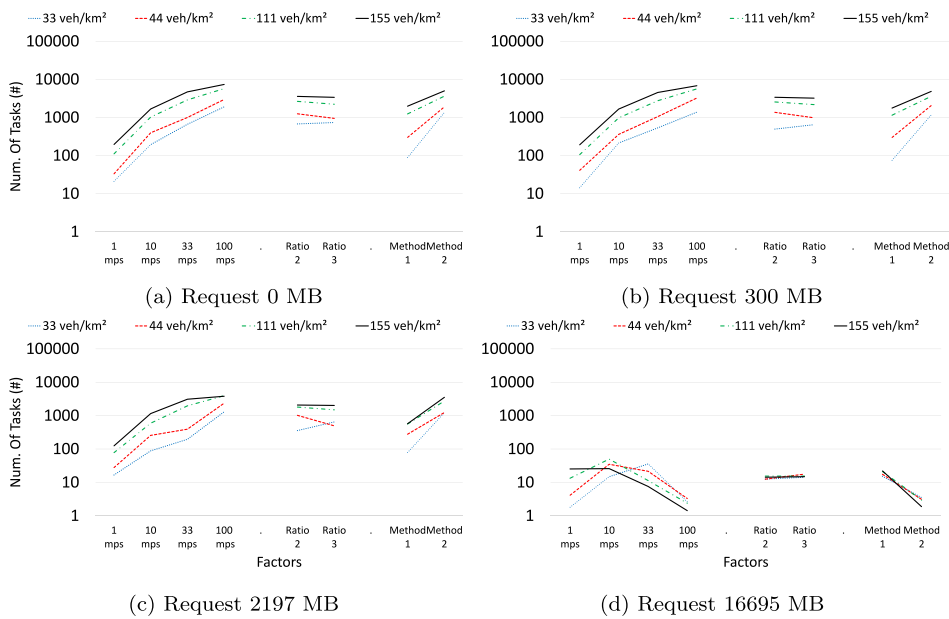 33 veh/km² 44 veh/km² 111 veh/km² 155 veh/km²
Num. Of Tasks (#)
100000
10000
1000
100
10
1
1 mps 10 mps 33 mps 100 mps . Ratio 2 Ratio 3 . Method 1 Method 2
(a) Request 0 MB
33 veh/km² 44 veh/km² 111 veh/km² 155 veh/km²
100000
10000
1000
100
10
1
1 mps 10 mps 33 mps 100 mps . Ratio 2 Ratio 3 . Method 1 Method 2
(b) Request 300 MB
33 veh/km² 44 veh/km² 111 veh/km² 155 veh/km²
Num. Of Tasks (#)
100000
10000
1000
100
10
1
1 mps 10 mps 33 mps 100 mps . Ratio 2 Ratio 3 . Method 1 Method 2
Factors
(c) Request 2197 MB
33 veh/km² 44 veh/km² 111 veh/km² 155 veh/km²
100000
10000
1000
100
10
1
1 mps 10 mps 33 mps 100 mps . Ratio 2 Ratio 3 . Method 1 Method 2
Factors
(d) Request 16695 MB